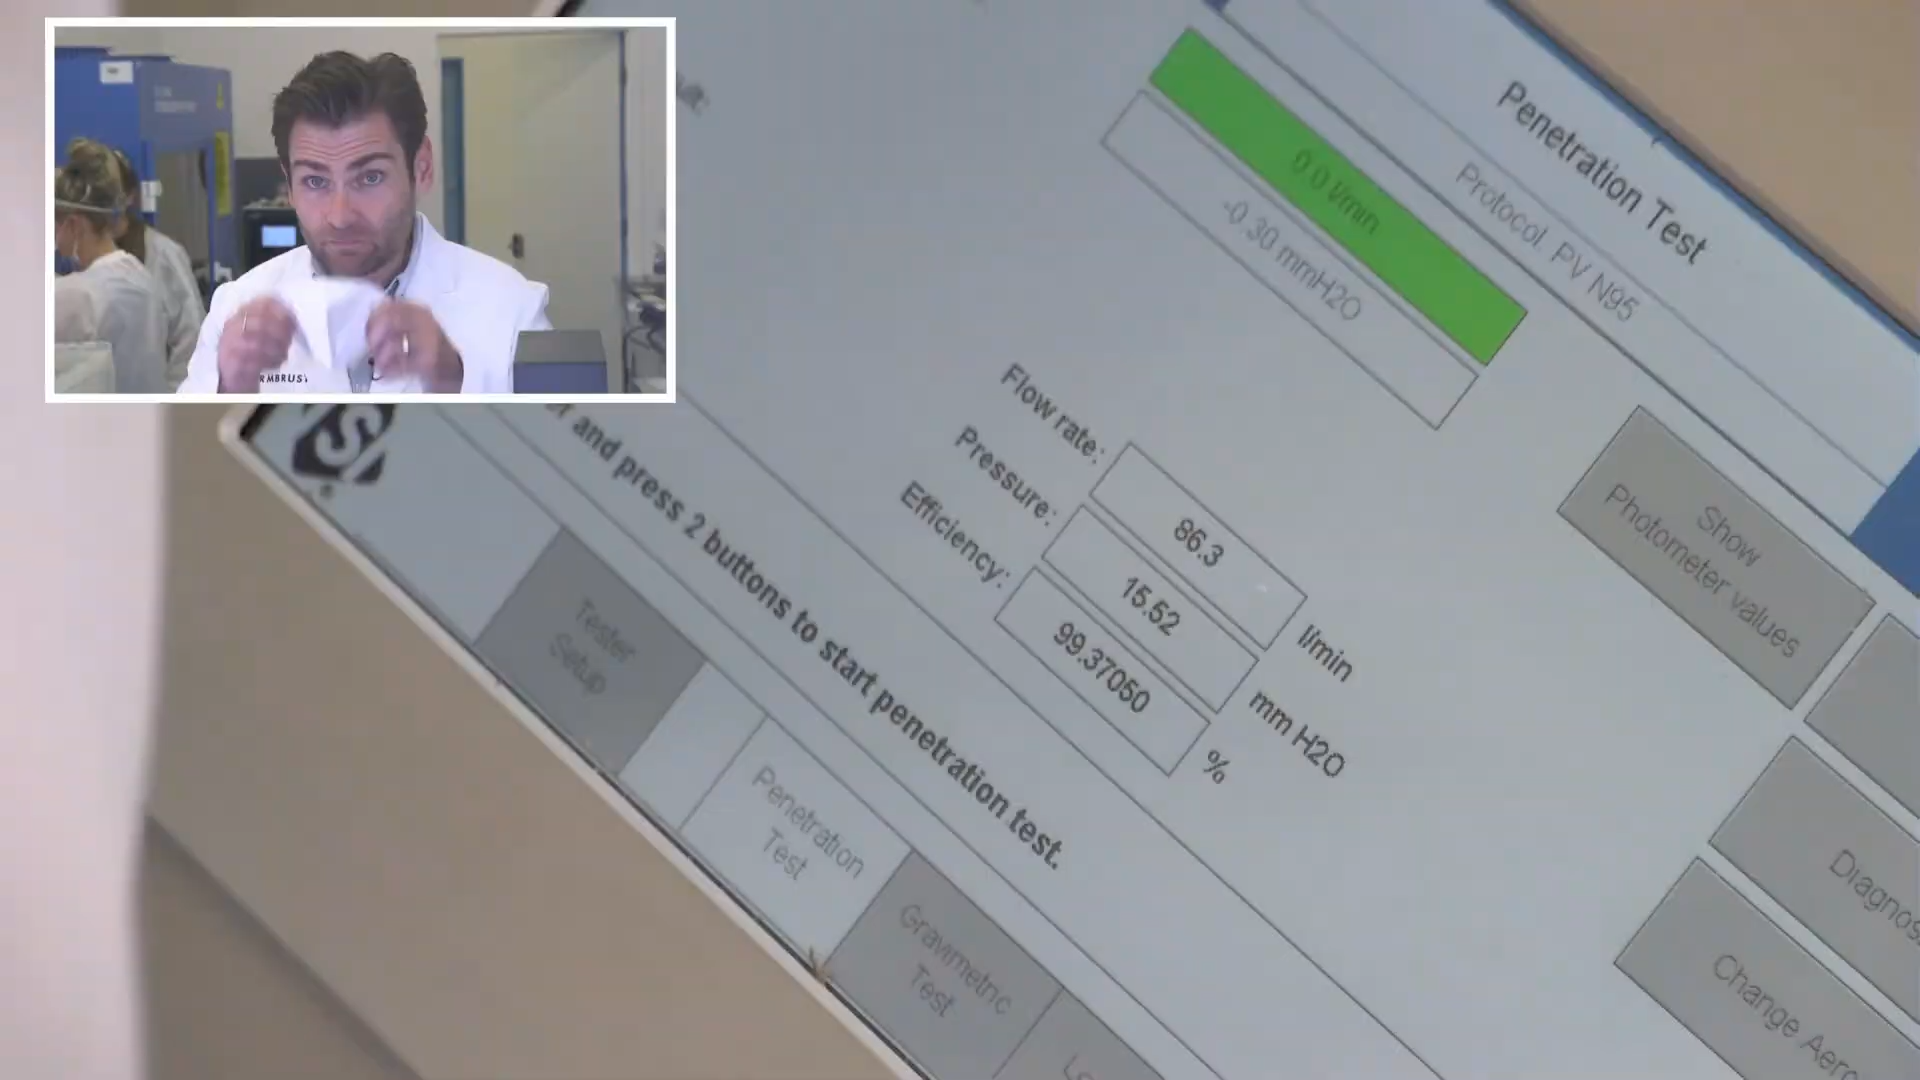 Penetration Test
Protocol. PV N95
0.0 l/min
-0.30 mmH2O
Flow rate: 86.3 l/min
Pressure: 15.52 mm H2O
Efficiency: 99.37050 %
Show
Photometer values
and press 2 buttons to start penetration test.
Tester
Setup
Penetration
Test
Gravimetric
Test
Change
RMBRUS